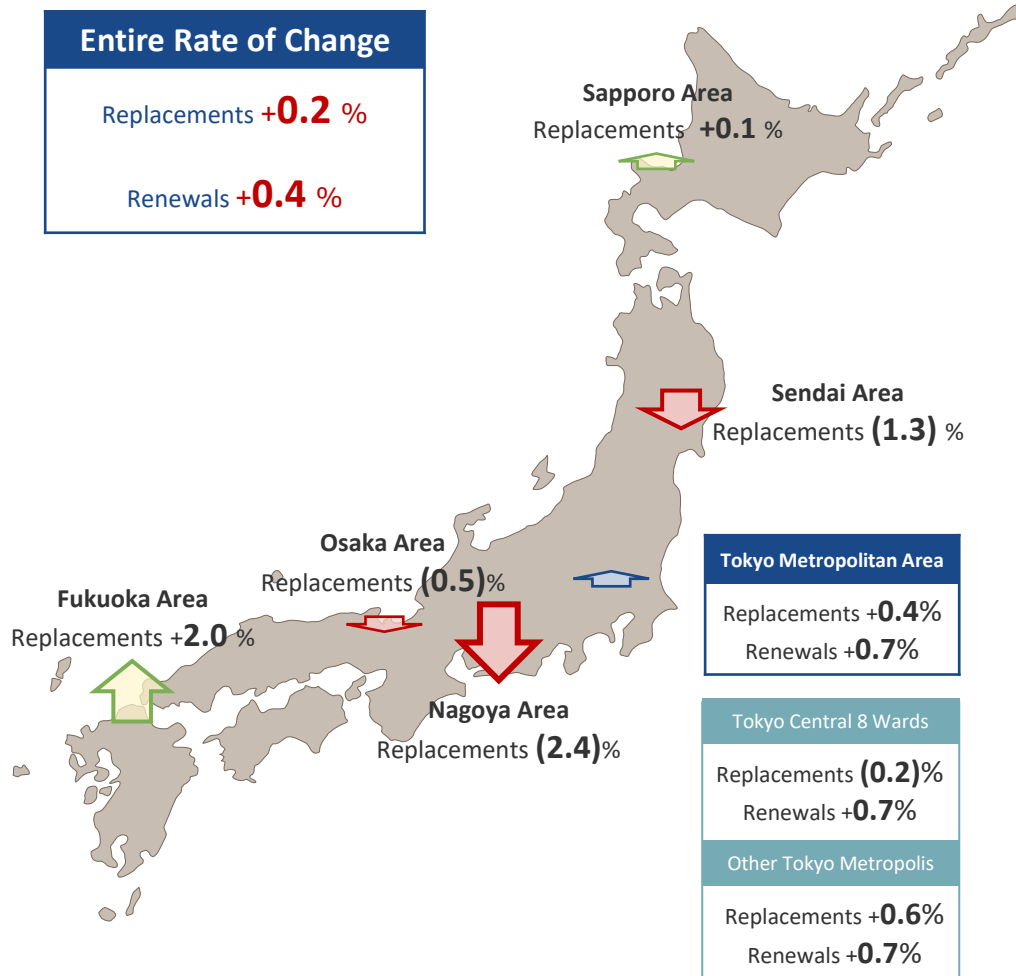 Entire Rate of Change
Replacements +0.2 %
Renewals +0.4 %
Sapporo Area
Replacements +0.1 %
Sendai Area
Replacements (1.3) %
Osaka Area
Replacements (0.5)%
Fukuoka Area
Replacements +2.0 %
Nagoya Area
Replacements (2.4)%
Tokyo Metropolitan Area
Replacements +0.4%
Renewals +0.7%
Tokyo Central 8 Wards
Replacements (0.2)%
Renewals +0.7%
Other Tokyo Metropolis
Replacements +0.6%
Renewals +0.7%